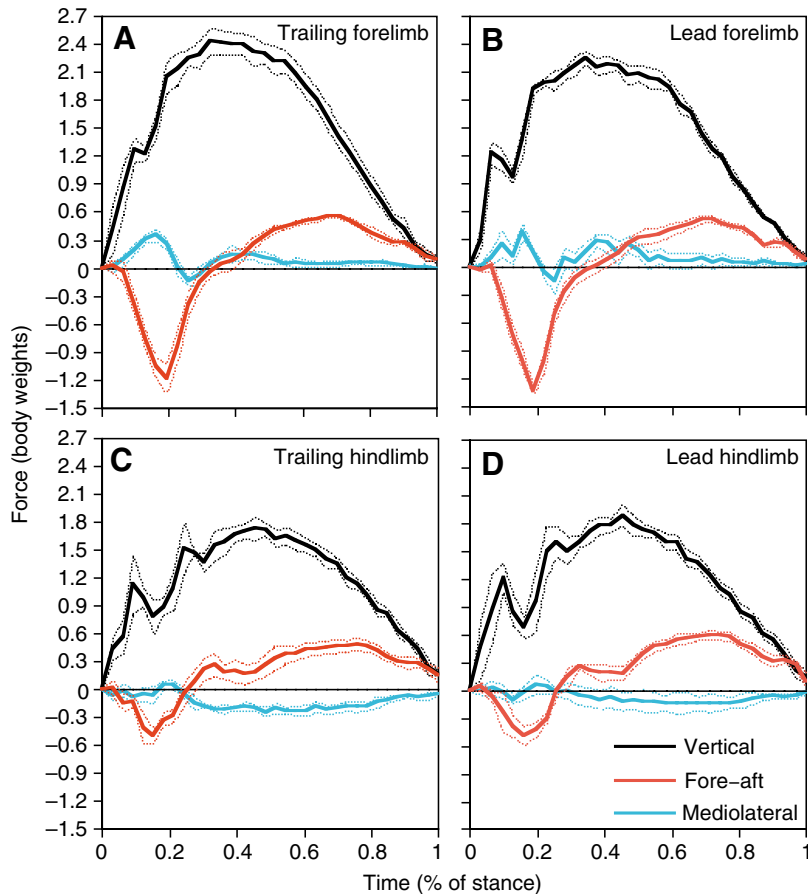 A Trailing forelimb
B Lead forelimb
2.7
2.4
2.1
1.8
1.5
1.2
0.9
0.6
0.3
0
−0.3
−0.6
−0.9
−1.2
−1.5
C Trailing hindlimb
D Lead hindlimb
2.7
2.4
2.1
1.8
1.5
1.2
0.9
0.6
0.3
0
−0.3
−0.6
−0.9
−1.2
−1.5
Force (body weights)
Vertical
Fore−aft
Mediolateral
0 0.2 0.4 0.6 0.8 1
0 0.2 0.4 0.6 0.8 1
Time (% of stance)